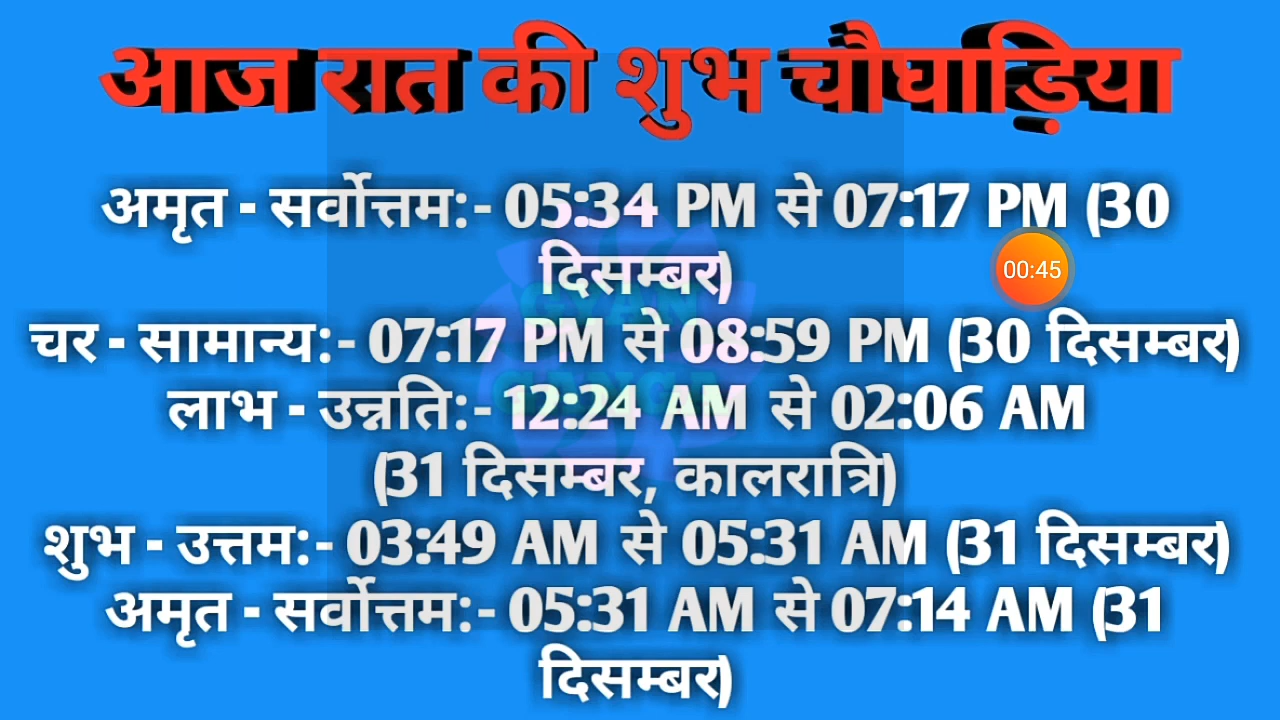 आज रात की शुभ चौघाड़िया
अमृत - सर्वोत्तम:- 05:34 PM से 07:17 PM (30
दिसम्बर)
00:45
चर - सामान्य:- 07:17 PM से 08:59 PM (30 दिसम्बर)
लाभ - उन्नति:- 12:24 AM से 02:06 AM
(31 दिसम्बर, कालरात्रि)
शुभ - उत्तम:- 03:49 AM से 05:31 AM (31 दिसम्बर)
अमृत - सर्वोत्तम:- 05:31 AM से 07:14 AM (31
दिसम्बर)